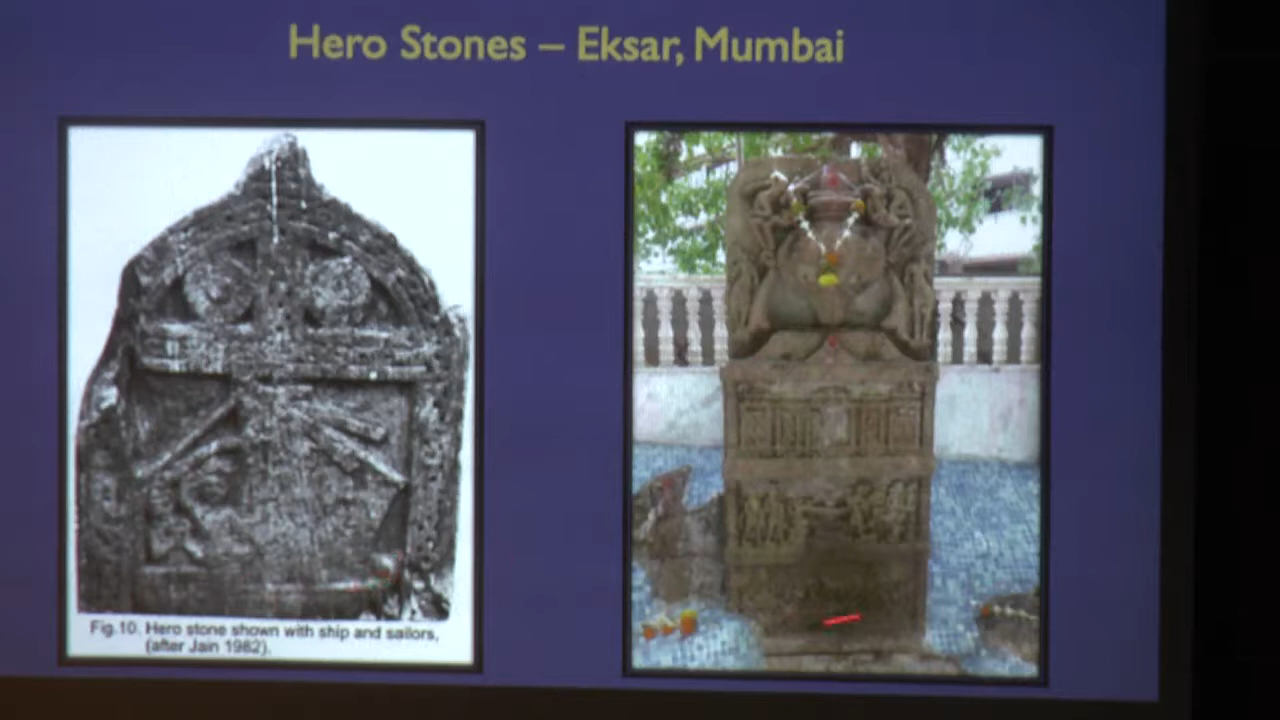 Hero Stones – Eksar, Mumbai
Fig.10. Hero stone shown with ship and sailors,
(after Jain 1982).